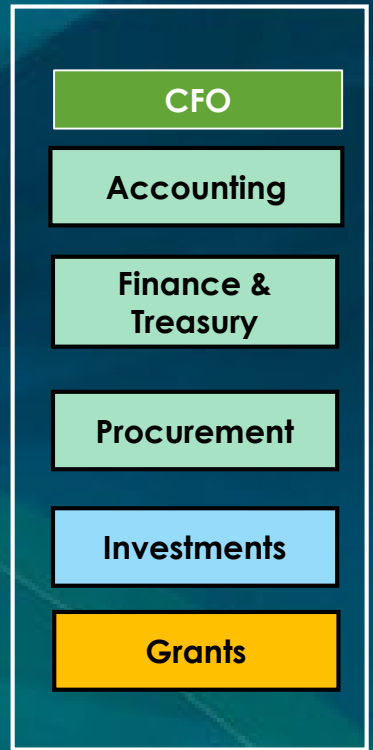 CFO
Accounting
Finance &
Treasury
Procurement
Investments
Grants